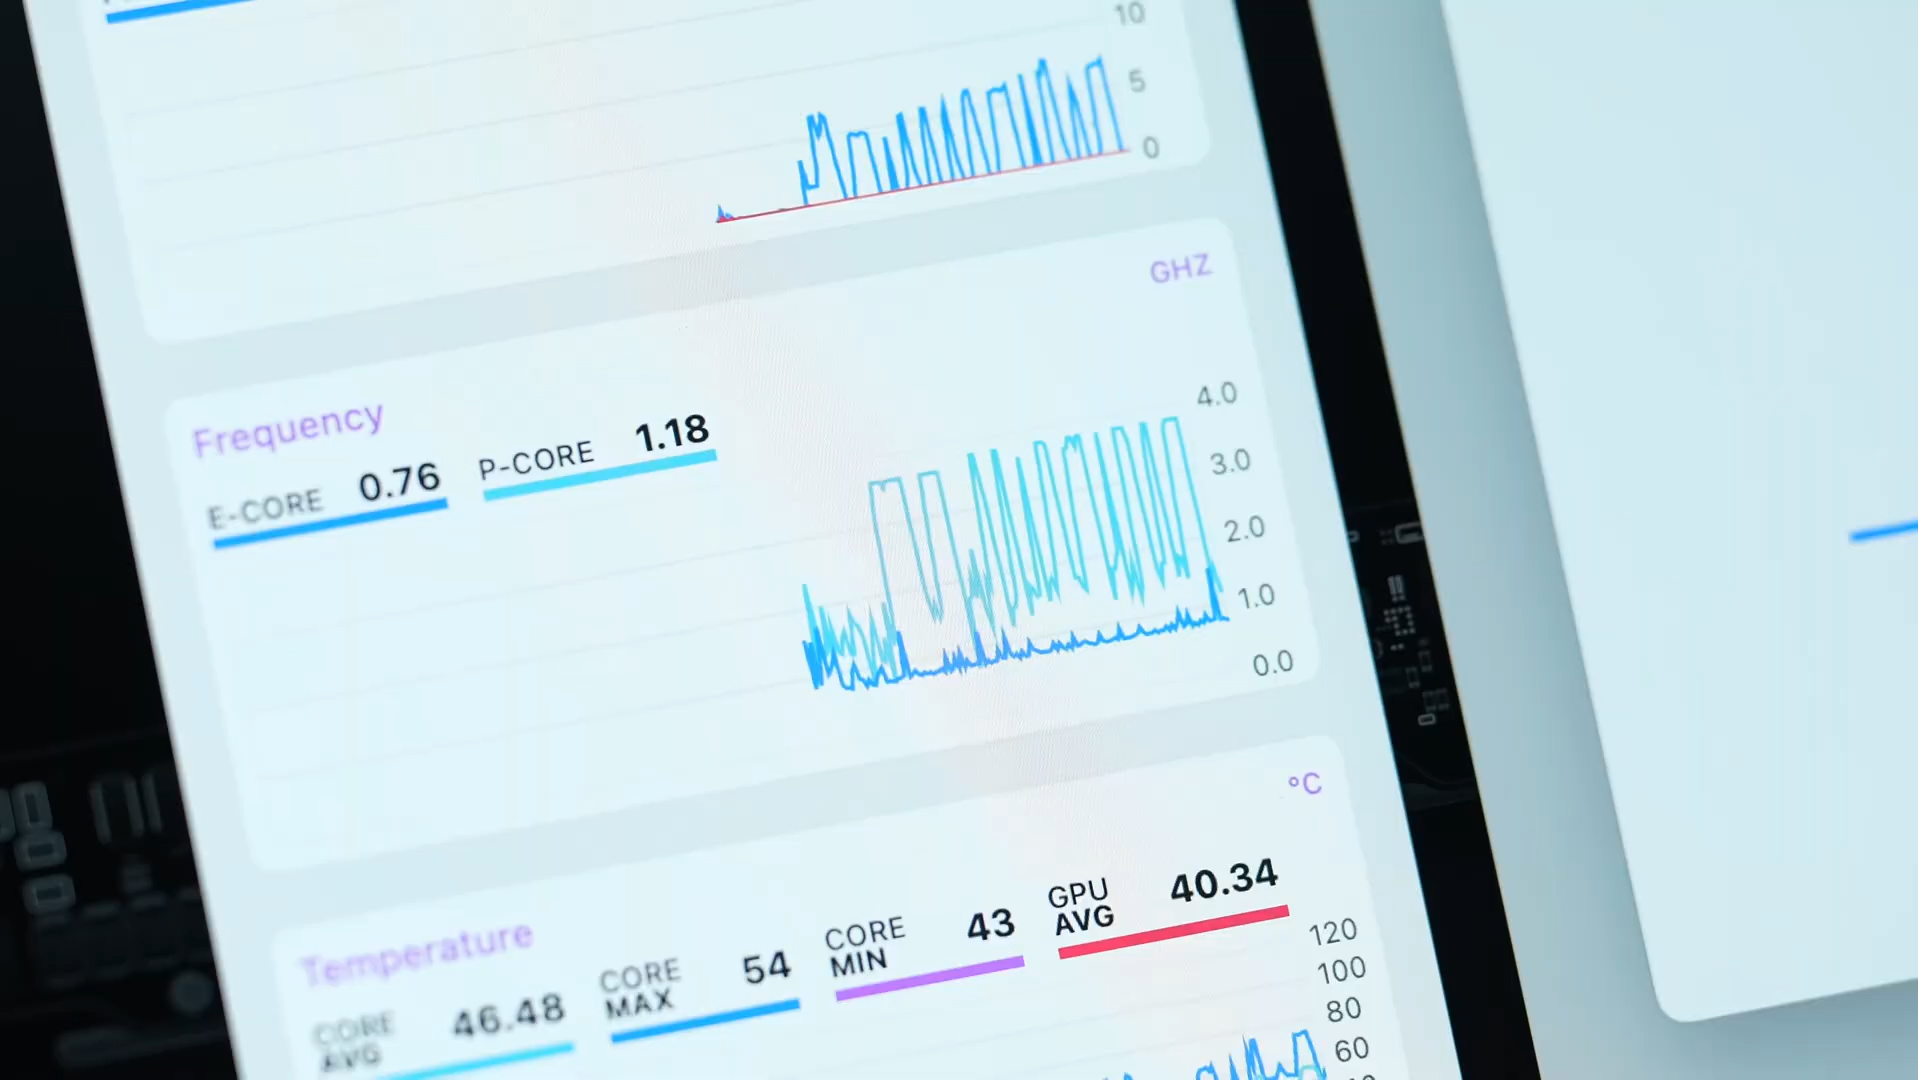 10
5
0
GHZ
Frequency
E-CORE 0.76 P-CORE 1.18
4.0
3.0
2.0
1.0
0.0
°C
Temperature
CORE AVG 46.48
CORE MAX 54
CORE MIN 43
GPU AVG 40.34
120
100
80
60